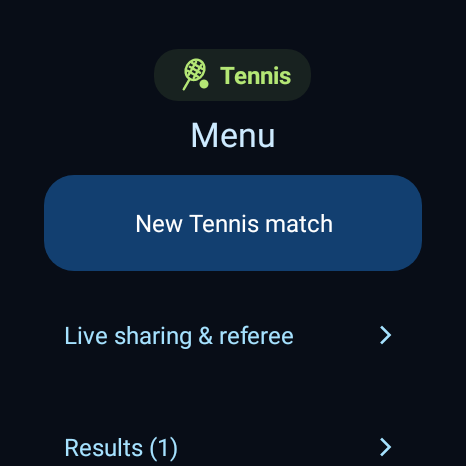 Tennis
Menu
New Tennis match
Live sharing & referee
Results (1)